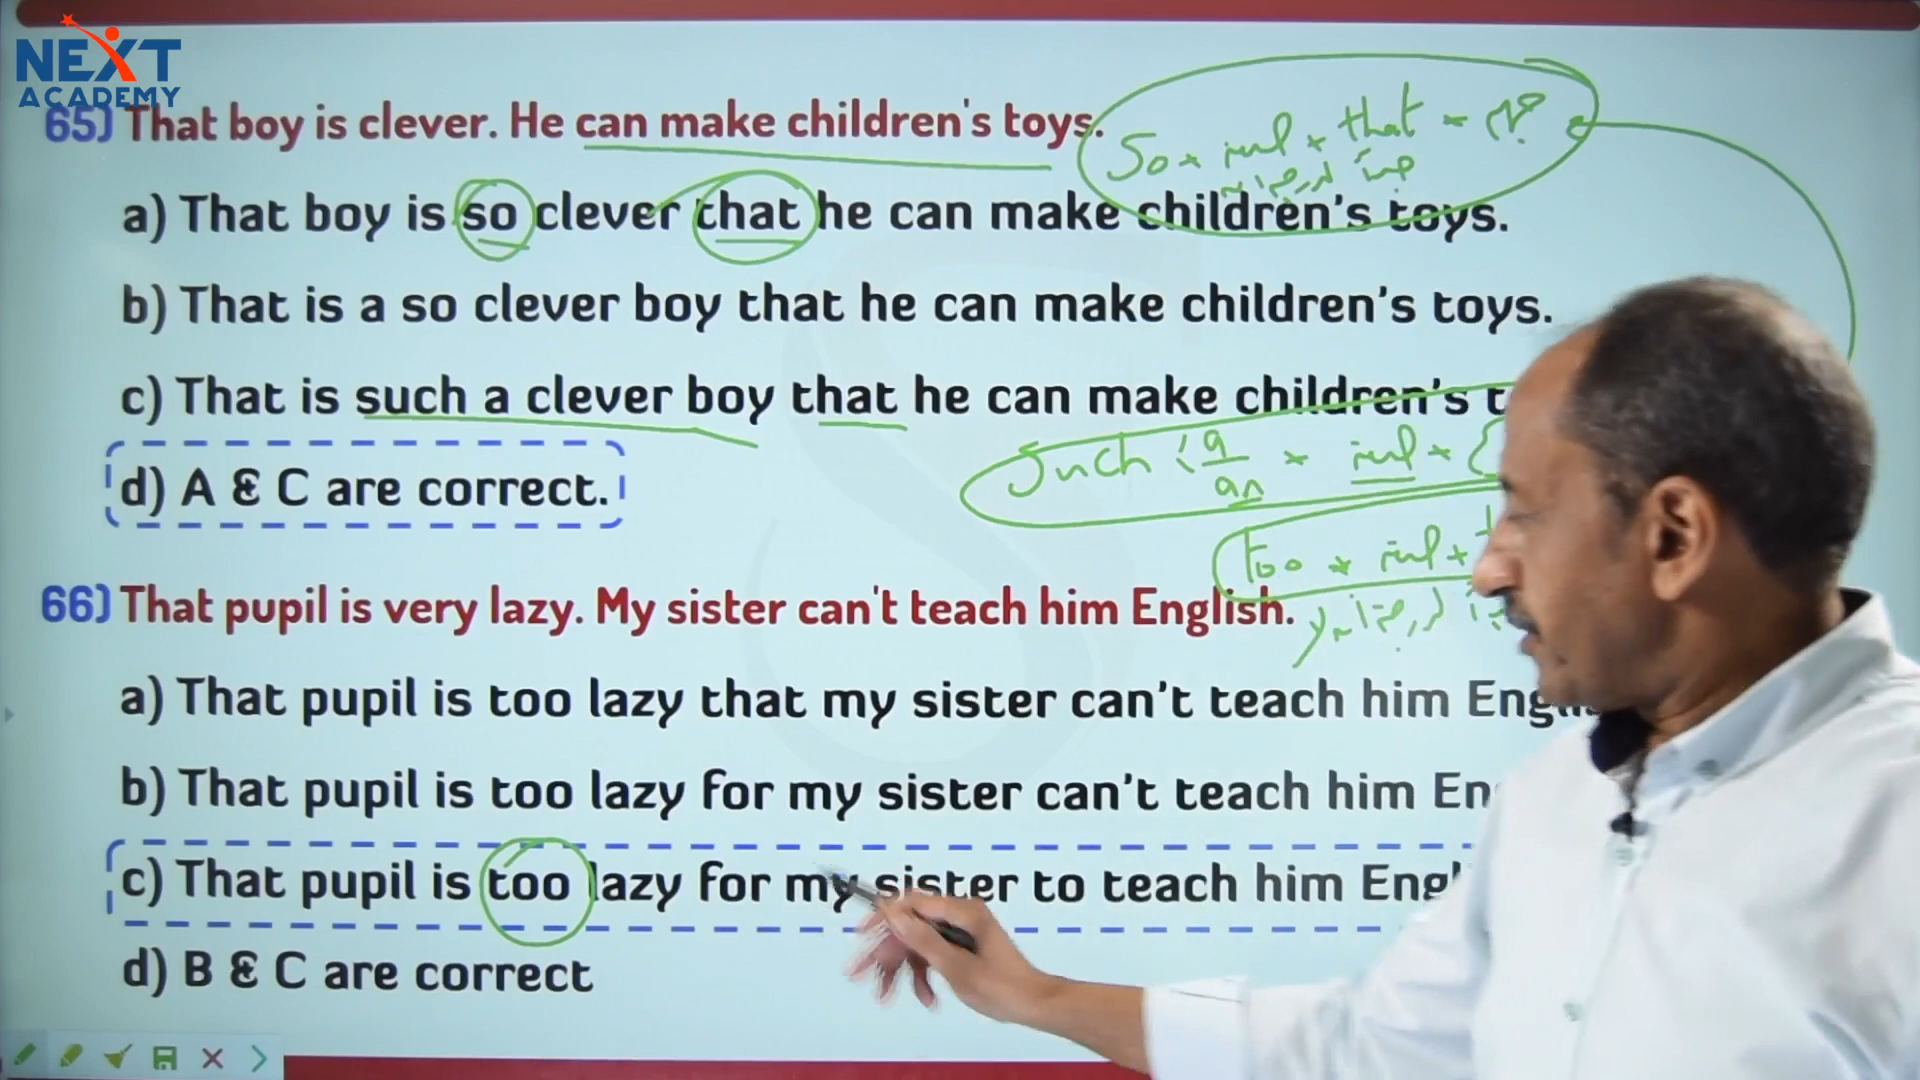 NEXT
ACADEMY
65) That boy is clever. He can make children's toys.
So + صفة + that +
a) That boy is so clever that he can make children's toys.
b) That is a so clever boy that he can make children's toys.
c) That is such a clever boy that he can make children's t
Such a
an + صفة +
d) A & C are correct.
too + صفة +
66) That pupil is very lazy. My sister can't teach him English.
a) That pupil is too lazy that my sister can't teach him Eng
b) That pupil is too lazy for my sister can't teach him En
c) That pupil is too lazy for my sister to teach him Eng
d) B & C are correct